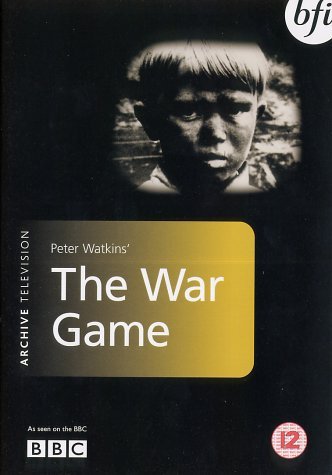 bfi
ARCHIVE TELEVISION
Peter Watkins'
The War
Game
As seen on the BBC
BBC
12